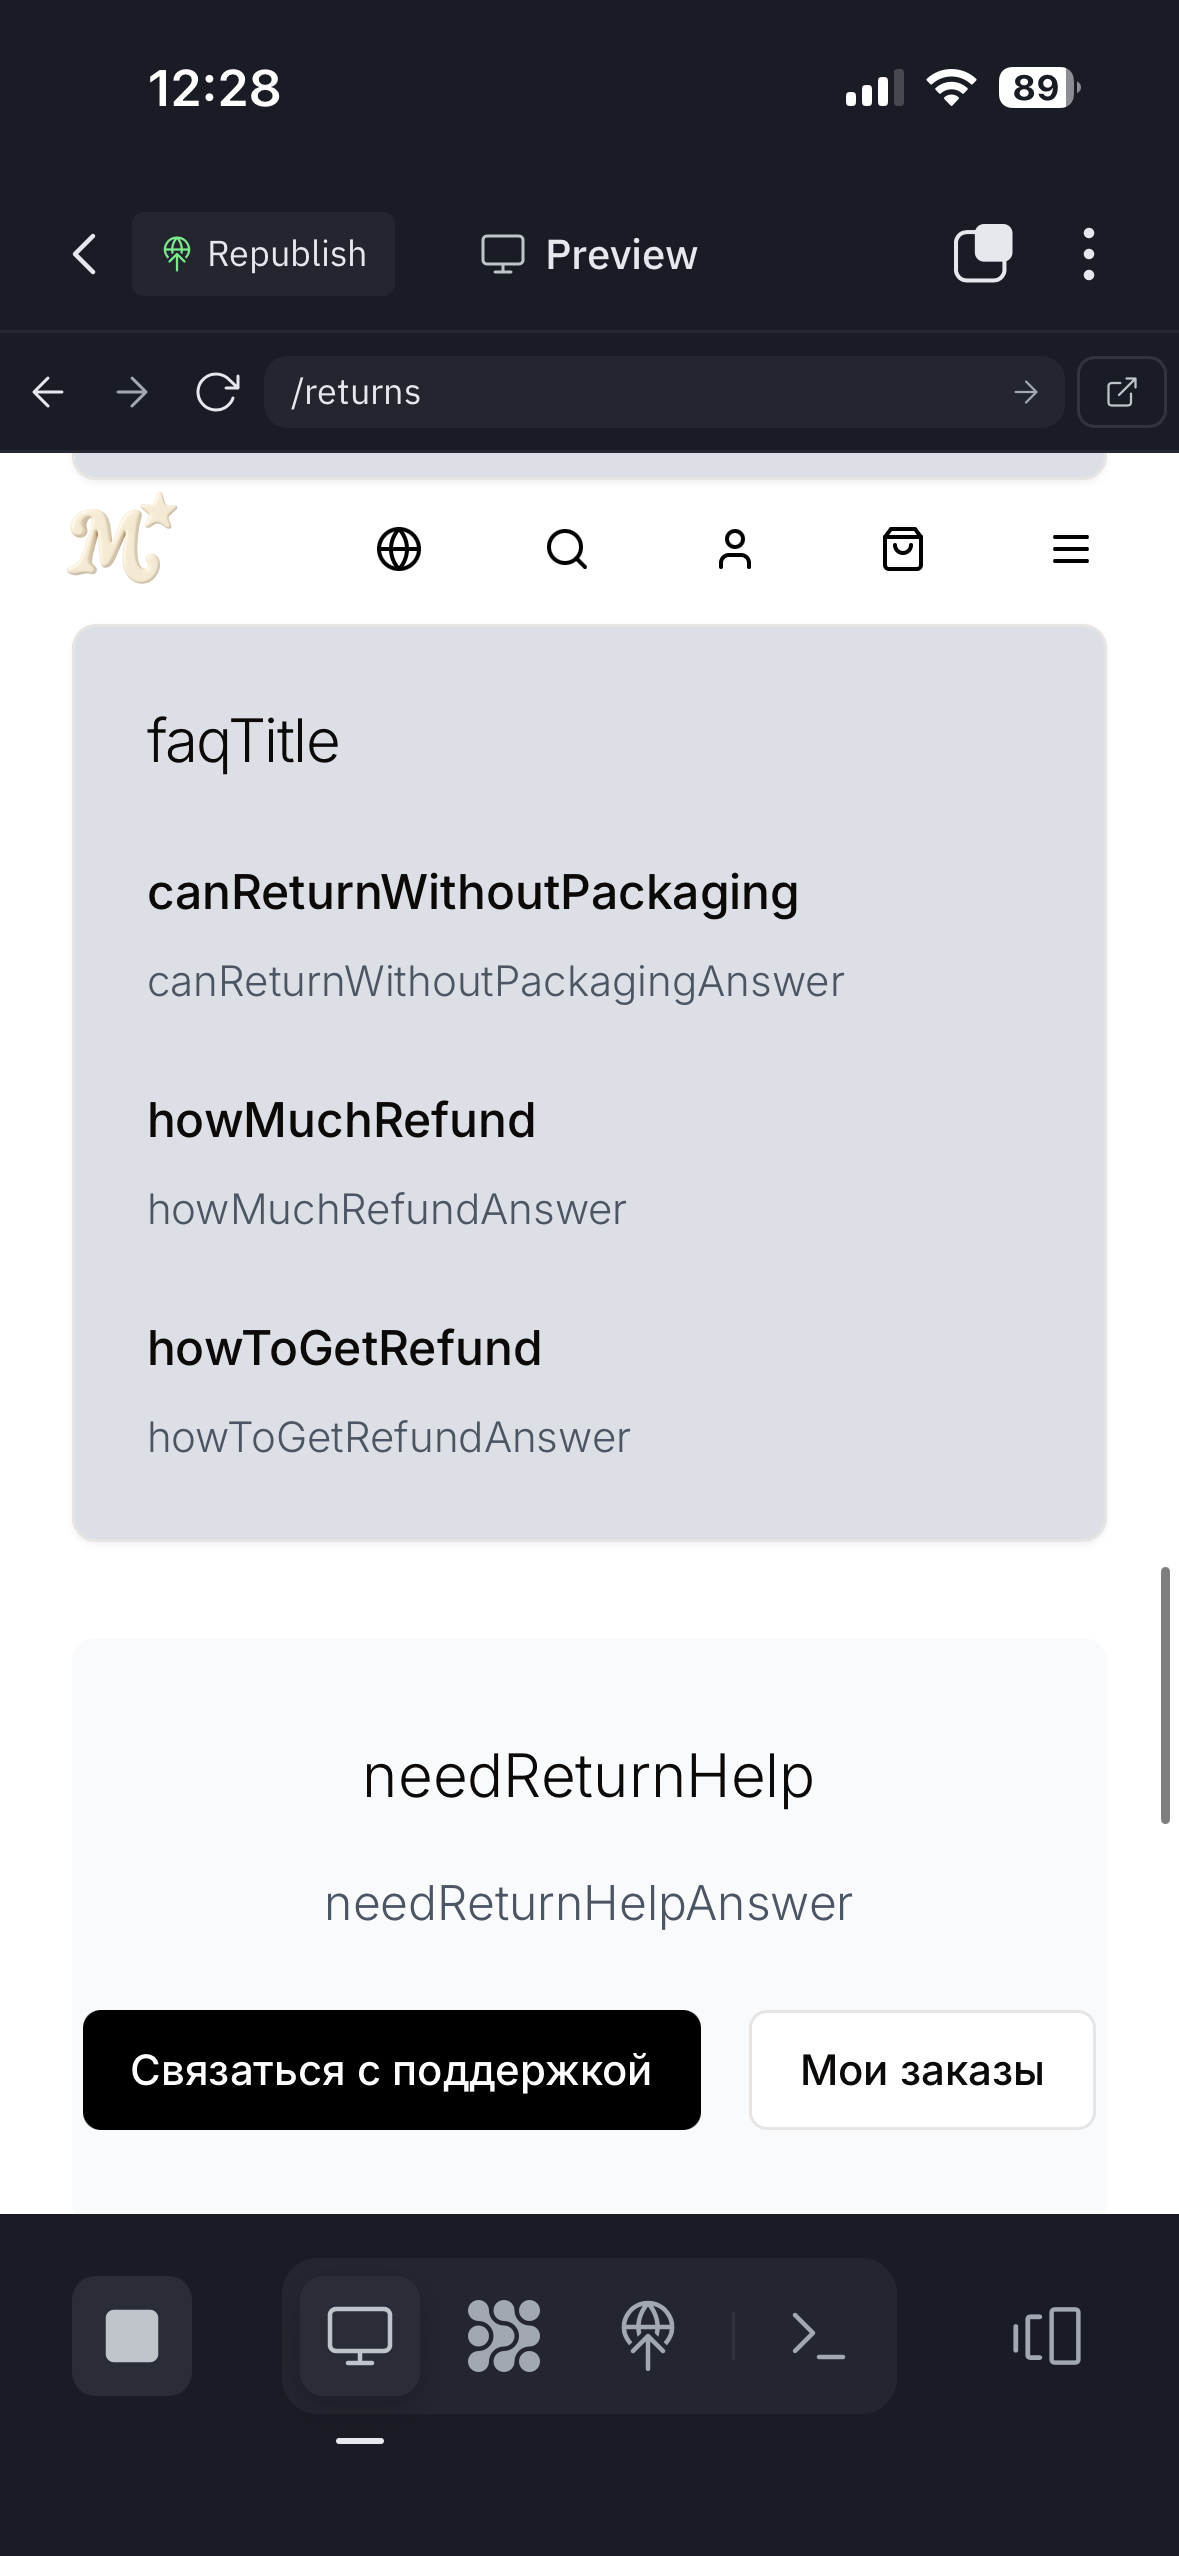 12:28
89
Republish
Preview
/returns
M
faqTitle
canReturnWithoutPackaging
canReturnWithoutPackagingAnswer
howMuchRefund
howMuchRefundAnswer
howToGetRefund
howToGetRefundAnswer
needReturnHelp
needReturnHelpAnswer
Связаться с поддержкой
Мои заказы